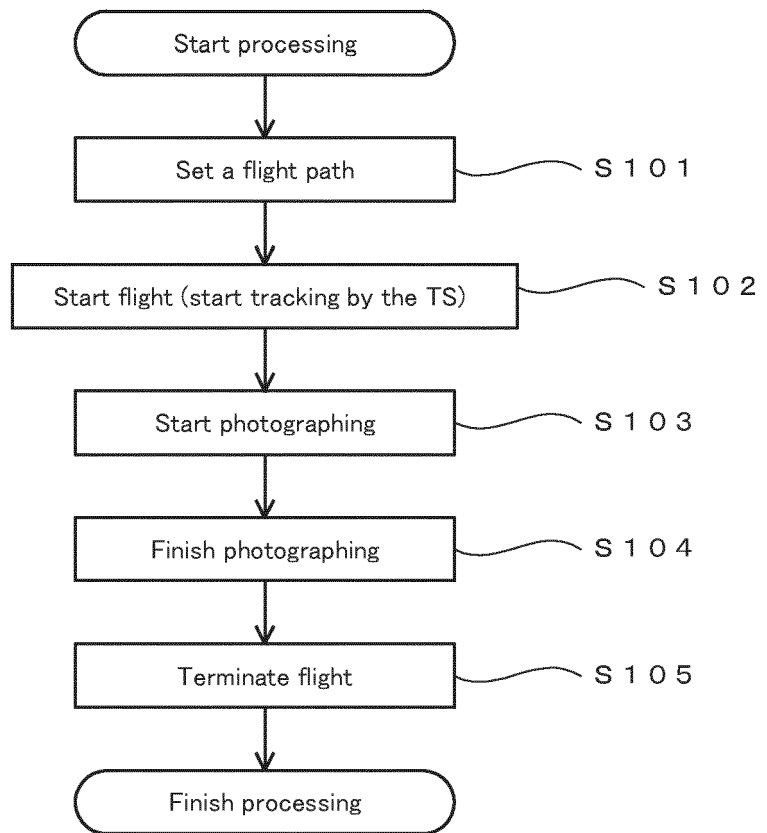 Start processing
Set a flight path
S101
Start flight (start tracking by the TS)
S102
Start photographing
S103
Finish photographing
S104
Terminate flight
S105
Finish processing